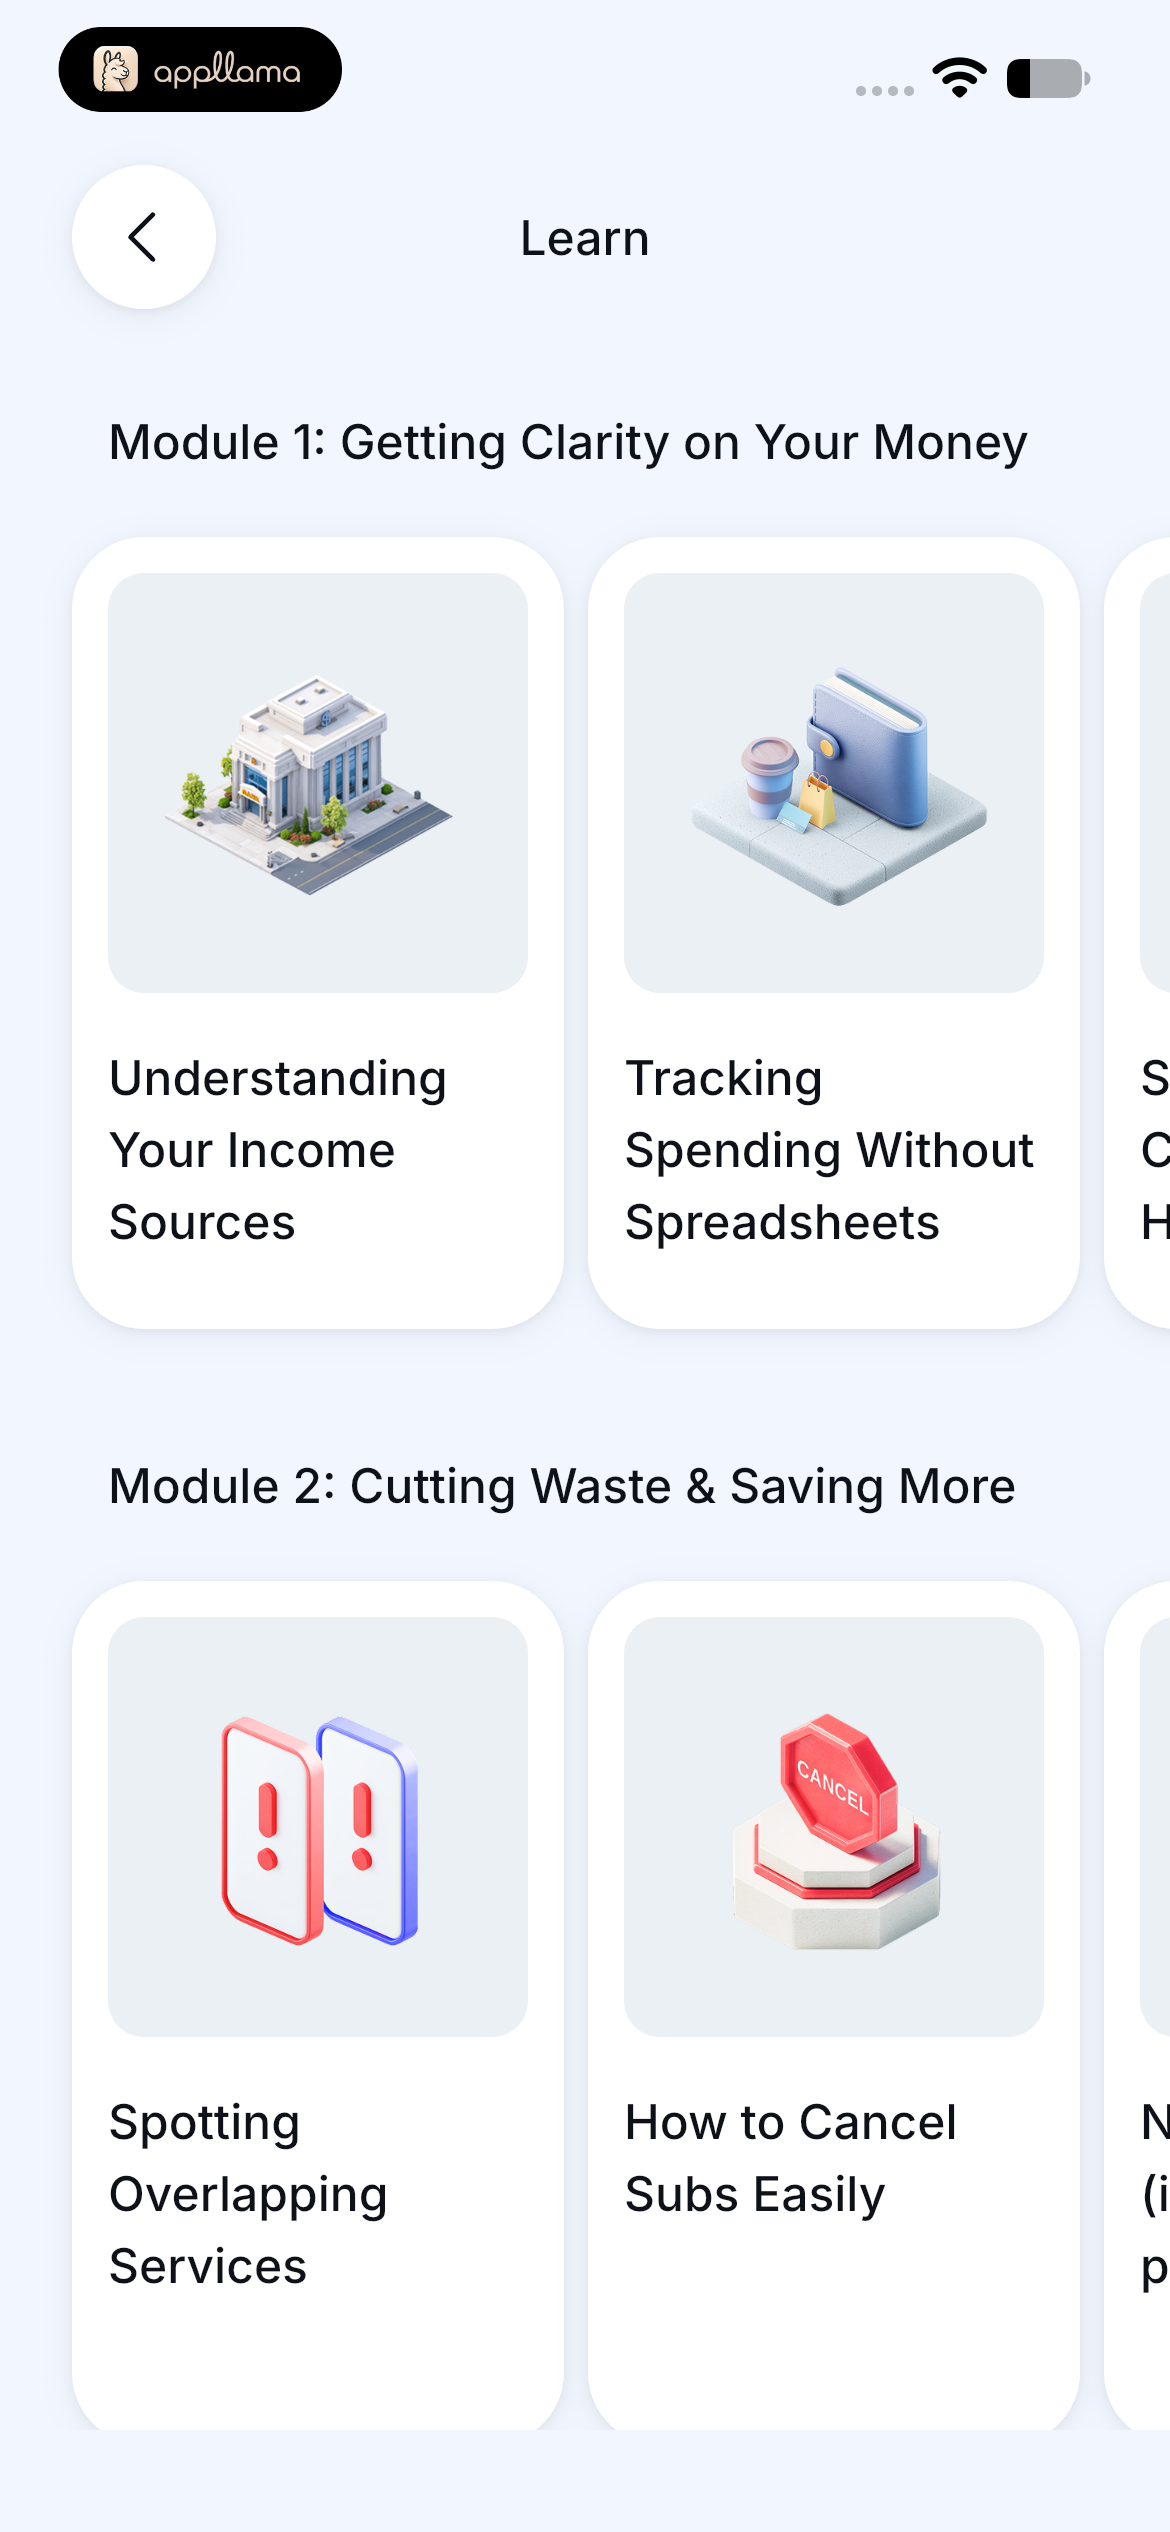 appllama
Learn
Module 1: Getting Clarity on Your Money
Understanding
Your Income
Sources
Tracking
Spending Without
Spreadsheets
S
C
H
Module 2: Cutting Waste & Saving More
CANCEL
Spotting
Overlapping
Services
How to Cancel
Subs Easily
N
(i
p